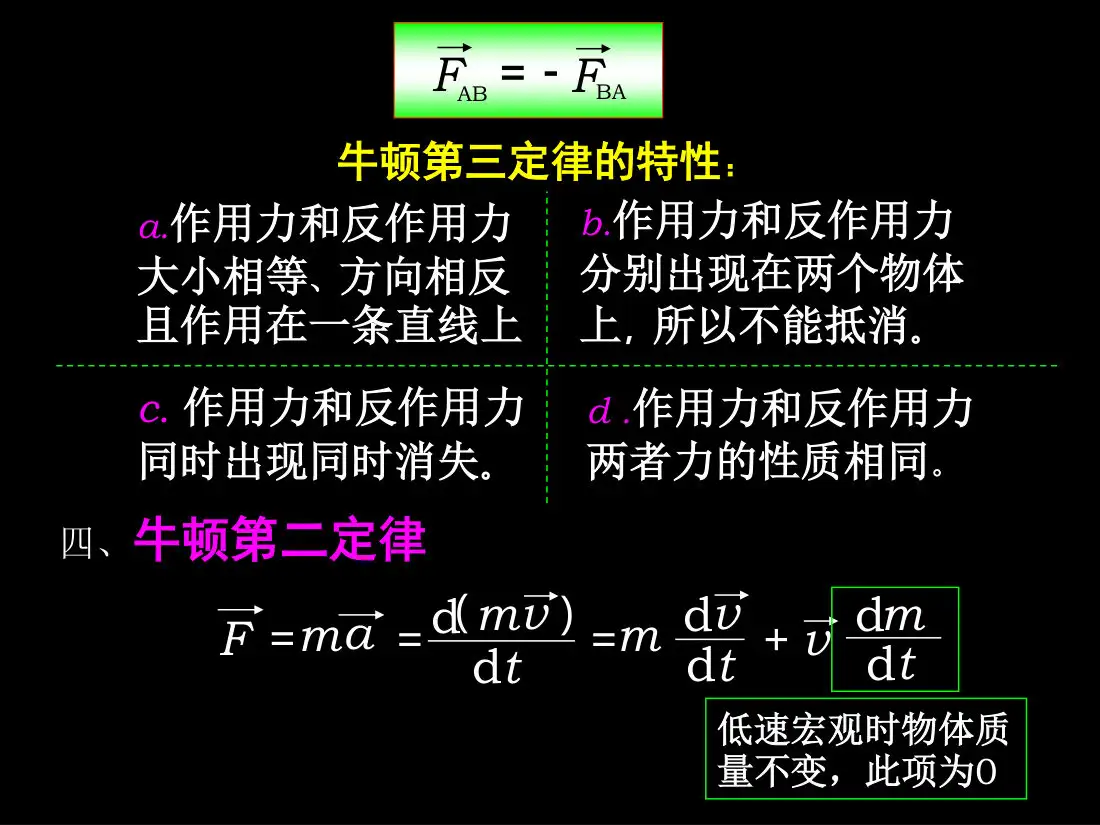 F⃗AB = - F⃗BA
牛顿第三定律的特性：
a.作用力和反作用力
大小相等、方向相反
且作用在一条直线上
b.作用力和反作用力
分别出现在两个物体
上，所以不能抵消。
c. 作用力和反作用力
同时出现同时消失。
d .作用力和反作用力
两者力的性质相同。
四、牛顿第二定律
F⃗ = ma⃗ = d(mv⃗)/dt = m dv⃗/dt + v⃗ dm/dt
低速宏观时物体质
量不变，此项为0